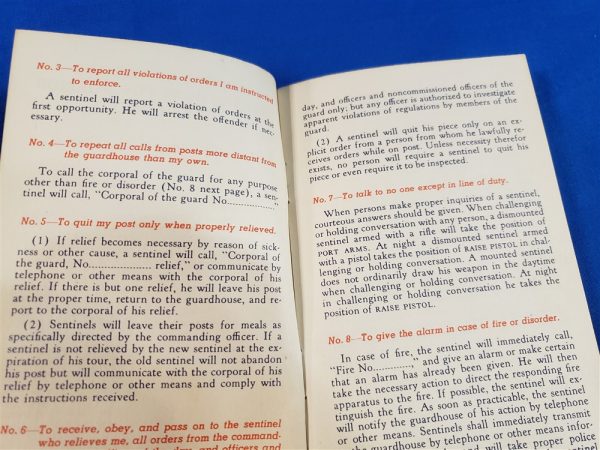 No. 3—To report all violations of orders I am instructed
to enforce.
A sentinel will report a violation of orders at the
first opportunity. He will arrest the offender if nec-
essary.
No. 4—To repeat all calls from posts more distant from
the guardhouse than my own.
To call the corporal of the guard for any purpose
other than fire or disorder (No. 8 next page), a sen-
tinel will call, "Corporal of the guard No..............."
No. 5—To quit my post only when properly relieved.
(1) If relief becomes necessary by reason of sick-
ness or other cause, a sentinel will call, "Corporal of
the guard, No.................... relief," or communicate by
telephone or other means with the corporal of his
relief. If there is but one relief, he will leave his post
at the proper time, return to the guardhouse, and re-
port to the corporal of his relief.
(2) Sentinels will leave their posts for meals as
specifically directed by the commanding officer. If a
sentinel is not relieved by the new sentinel at the ex-
piration of his tour, the old sentinel will not abandon
his post but will communicate with the corporal of his
relief by telephone or other means and comply with
the instructions received.
No. 6—To receive, obey, and pass on to the sentinel
who relieves me, all orders from the command-
day, and officers and
day, and officers and noncommissioned officers of the
guard only; but any officer is authorized to investigate
apparent violations of regulations by members of the
guard.
(2) A sentinel will quit his piece only on an ex-
plicit order from a person from whom he lawfully re-
ceives orders while on post. Unless necessity therefor
exists, no person will require a sentinel to quit his
piece or even require it to be inspected.
No. 7—To talk to no one except in line of duty.
When persons make proper inquiries of a sentinel,
courteous answers should be given. When challenging
or holding conversation with any person, a dismounted
sentinel armed with a rifle will take the position of
PORT ARMS. At night a dismounted sentinel armed
with a pistol takes the position of RAISE PISTOL in chal-
lenging or holding conversation. A mounted sentinel
does not ordinarily draw his weapon in the daytime
when challenging or holding conversation. At night
in challenging or holding conversation he takes the
position of RAISE PISTOL.
No. 8—To give the alarm in case of fire or disorder.
In case of fire, the sentinel will immediately call,
"Fire No............," and give an alarm or make certain
that an alarm has already been given. He will then
take the necessary action to direct the responding fire
apparatus to the fire. If possible, the sentinel will ex-
tinguish the fire. As soon as practicable, the sentinel
will notify the guardhouse of his action by telephone
or other means. Sentinels shall immediately transmit
guardhouse by telephone or other means infor-
and will take proper police